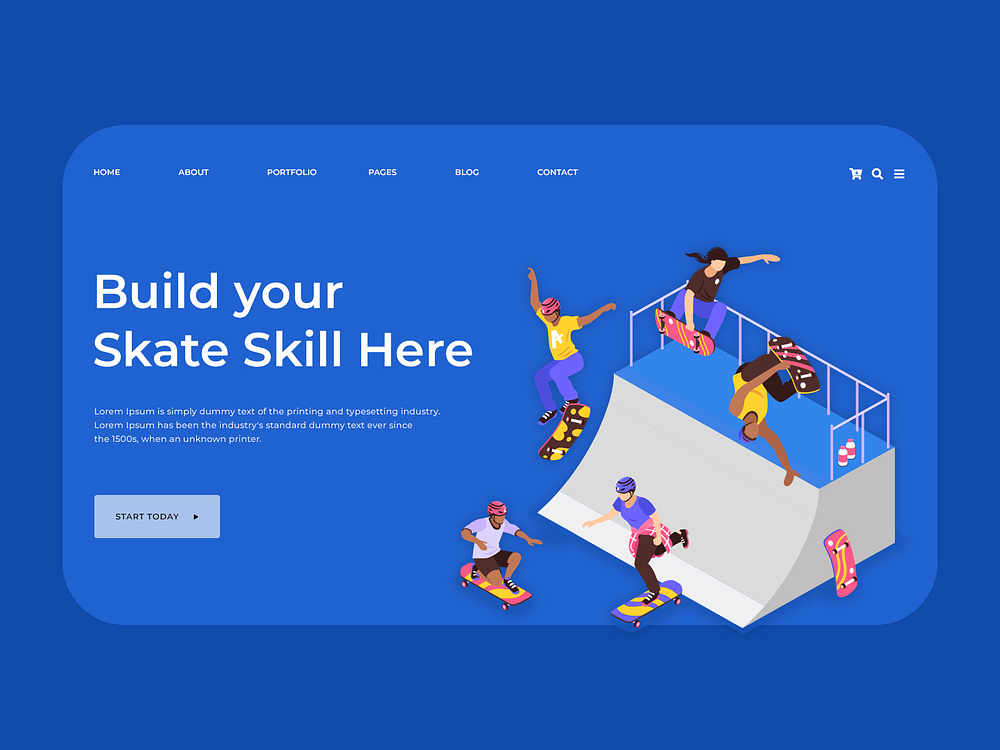 HOME ABOUT PORTFOLIO PAGES BLOG CONTACT
Build your
Skate Skill Here
Lorem Ipsum is simply dummy text of the printing and typesetting industry.
Lorem Ipsum has been the industry's standard dummy text ever since
the 1500s, when an unknown printer.
START TODAY
A